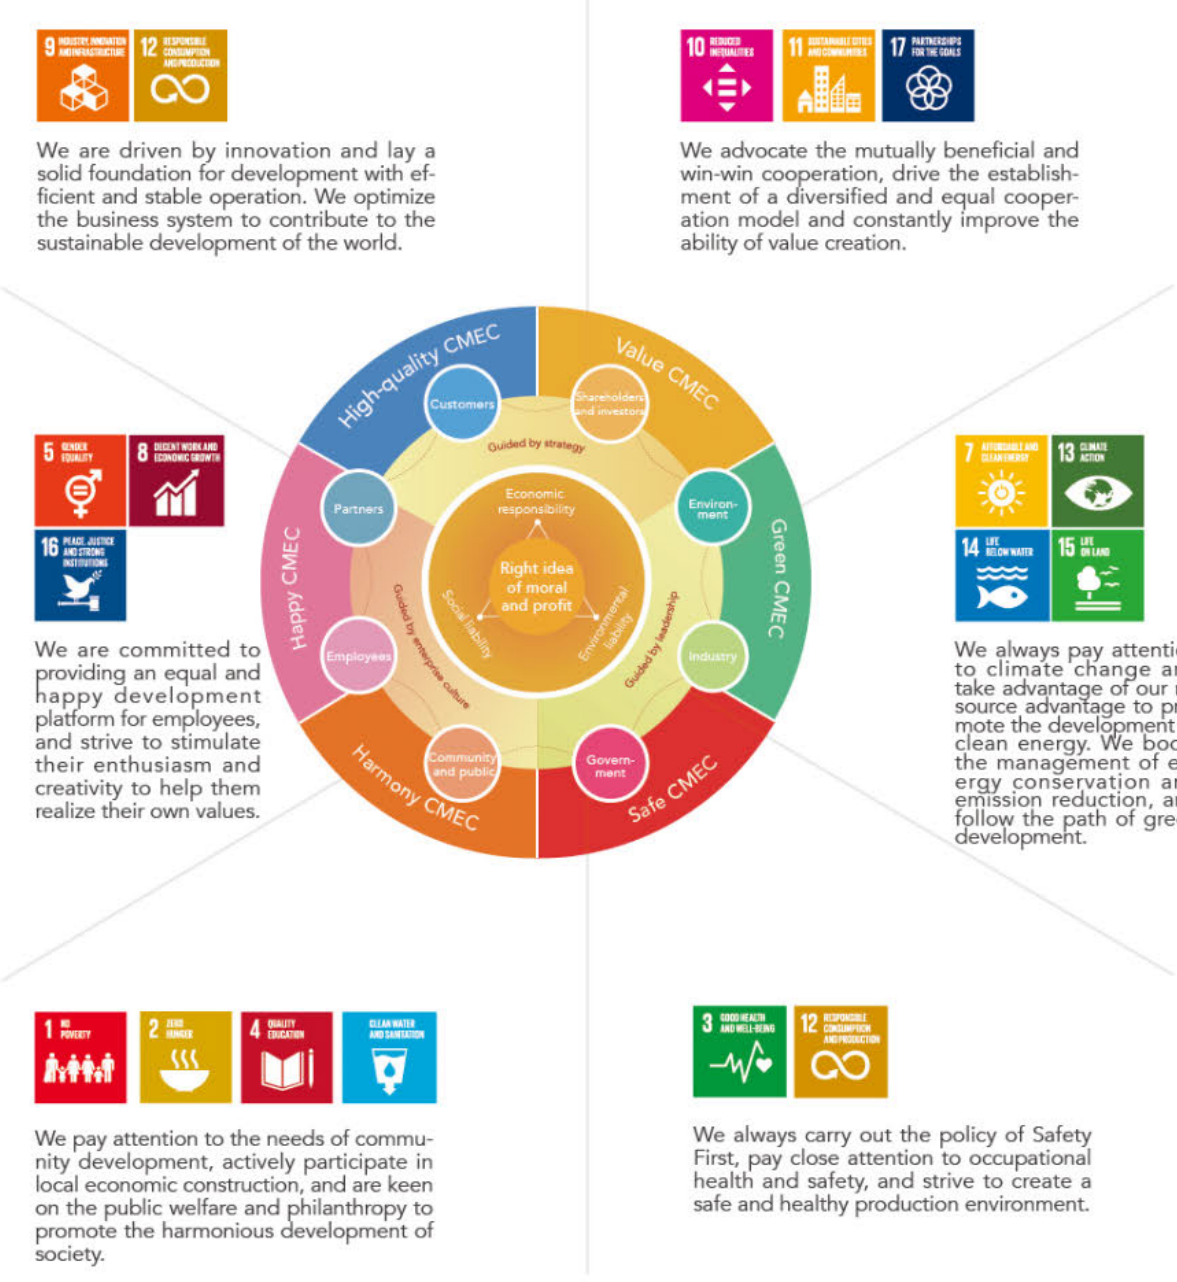 9 INDUSTRY, INNOVATION
AND INFRASTRUCTURE
12 RESPONSIBLE
CONSUMPTION
AND PRODUCTION
We are driven by innovation and lay a
solid foundation for development with ef-
ficient and stable operation. We optimize
the business system to contribute to the
sustainable development of the world.
10 REDUCED
INEQUALITIES
11 SUSTAINABLE CITIES
AND COMMUNITIES
17 PARTNERSHIPS
FOR THE GOALS
We advocate the mutually beneficial and
win-win cooperation, drive the establish-
ment of a diversified and equal cooper-
ation model and constantly improve the
ability of value creation.
High-quality CMEC
Value CMEC
Green CMEC
Safe CMEC
Harmony CMEC
Happy CMEC
Customers
Shareholders
and investors
Environ-
ment
Industry
Govern-
ment
Community
and public
Employees
Partners
Guided by strategy
Guided by leadership
Guided by enterprise culture
Economic
responsibility
Right idea
of moral
and profit
Social liability
Environmental
liability
5 GENDER
EQUALITY
8 DECENT WORK AND
ECONOMIC GROWTH
16 PEACE, JUSTICE
AND STRONG
INSTITUTIONS
We are committed to
providing an equal and
happy development
platform for employees,
and strive to stimulate
their enthusiasm and
creativity to help them
realize their own values.
7 AFFORDABLE AND
CLEAN ENERGY
13 CLIMATE
ACTION
14 LIFE
BELOW WATER
15 LIFE
ON LAND
We always pay attenti
to climate change a
take advantage of our
source advantage to p
mote the development
clean energy. We boo
the management of e
ergy conservation a
emission reduction, a
follow the path of gre
development.
1 NO
POVERTY
2 ZERO
HUNGER
4 QUALITY
EDUCATION
CLEAN WATER
AND SANITATION
We pay attention to the needs of commu-
nity development, actively participate in
local economic construction, and are keen
on the public welfare and philanthropy to
promote the harmonious development of
society.
3 GOOD HEALTH
AND WELL-BEING
12 RESPONSIBLE
CONSUMPTION
AND PRODUCTION
We always carry out the policy of Safety
First, pay close attention to occupational
health and safety, and strive to create a
safe and healthy production environment.